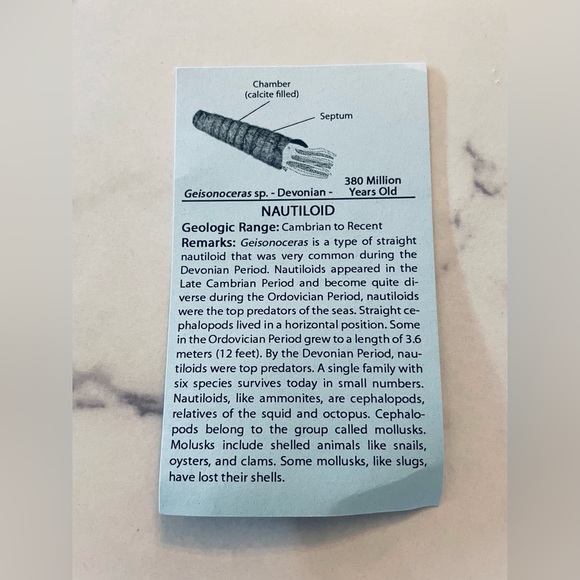 Chamber
(calcite filled)
Septum
Geisonoceras sp. - Devonian - 380 Million Years Old
NAUTILOID
Geologic Range: Cambrian to Recent
Remarks: Geisonoceras is a type of straight
nautiloid that was very common during the
Devonian Period. Nautiloids appeared in the
Late Cambrian Period and become quite di-
verse during the Ordovician Period, nautiloids
were the top predators of the seas. Straight ce-
phalopods lived in a horizontal position. Some
in the Ordovician Period grew to a length of 3.6
meters (12 feet). By the Devonian Period, nau-
tiloids were top predators. A single family with
six species survives today in small numbers.
Nautiloids, like ammonites, are cephalopods,
relatives of the squid and octopus. Cephalo-
pods belong to the group called mollusks.
Molusks include shelled animals like snails,
oysters, and clams. Some mollusks, like slugs,
have lost their shells.